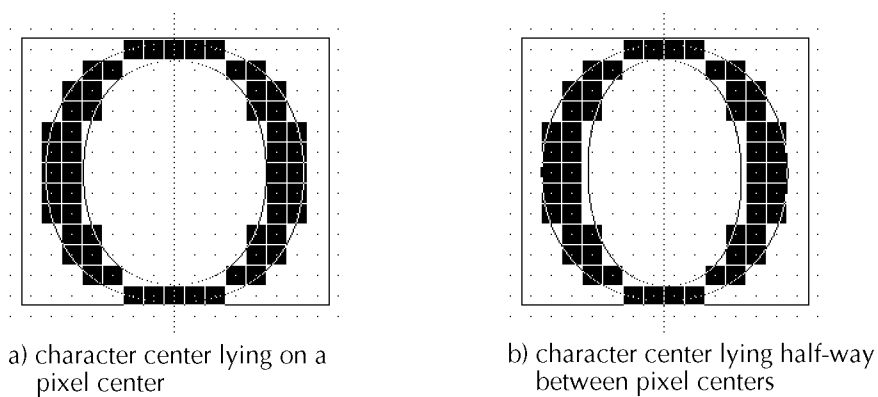 a) character center lying on a
pixel center
b) character center lying half-way
between pixel centers